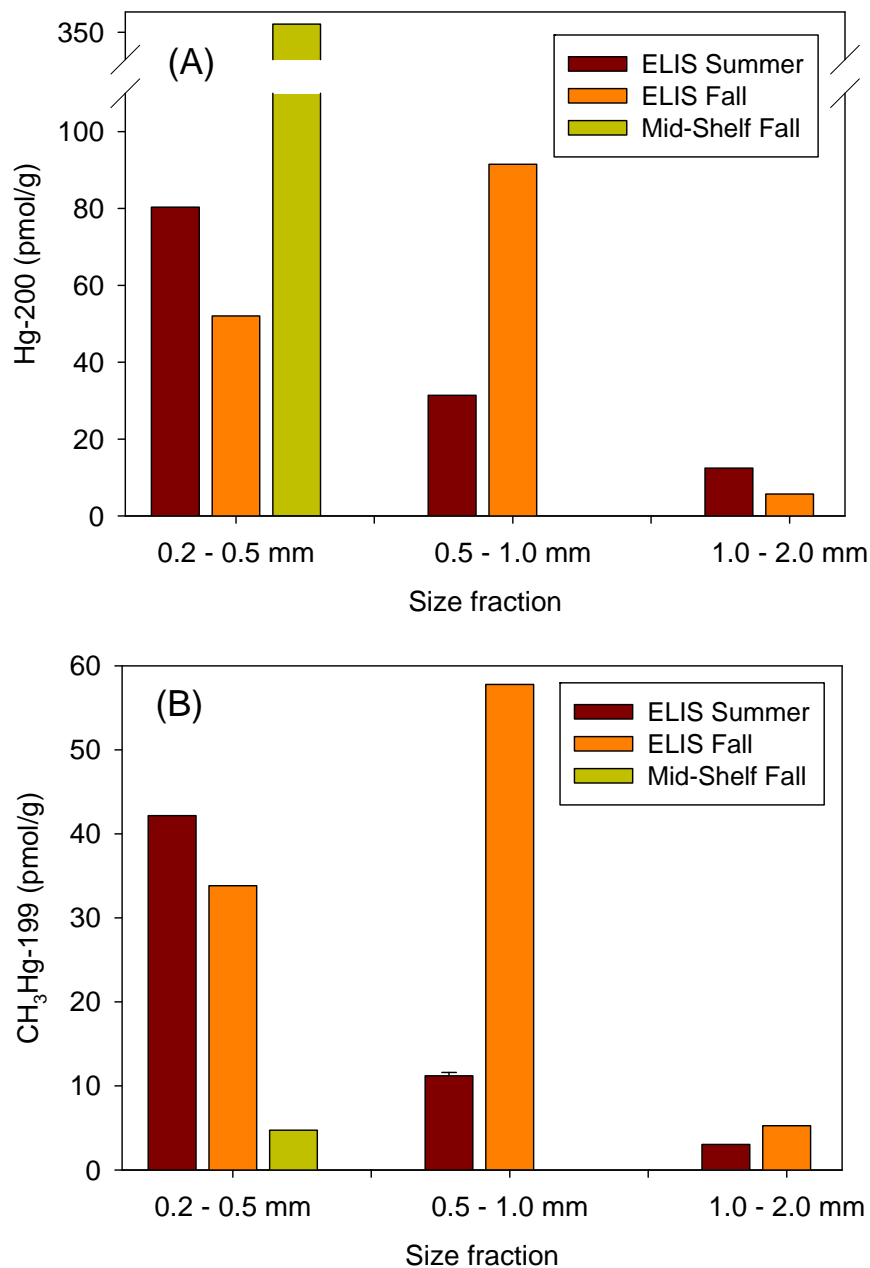 (A)
ELIS Summer
ELIS Fall
Mid-Shelf Fall
350
100
80
60
40
20
0
Hg-200 (pmol/g)
0.2 - 0.5 mm 0.5 - 1.0 mm 1.0 - 2.0 mm
Size fraction
(B)
ELIS Summer
ELIS Fall
Mid-Shelf Fall
60
50
40
30
20
10
0
CH₃Hg-199 (pmol/g)
0.2 - 0.5 mm 0.5 - 1.0 mm 1.0 - 2.0 mm
Size fraction